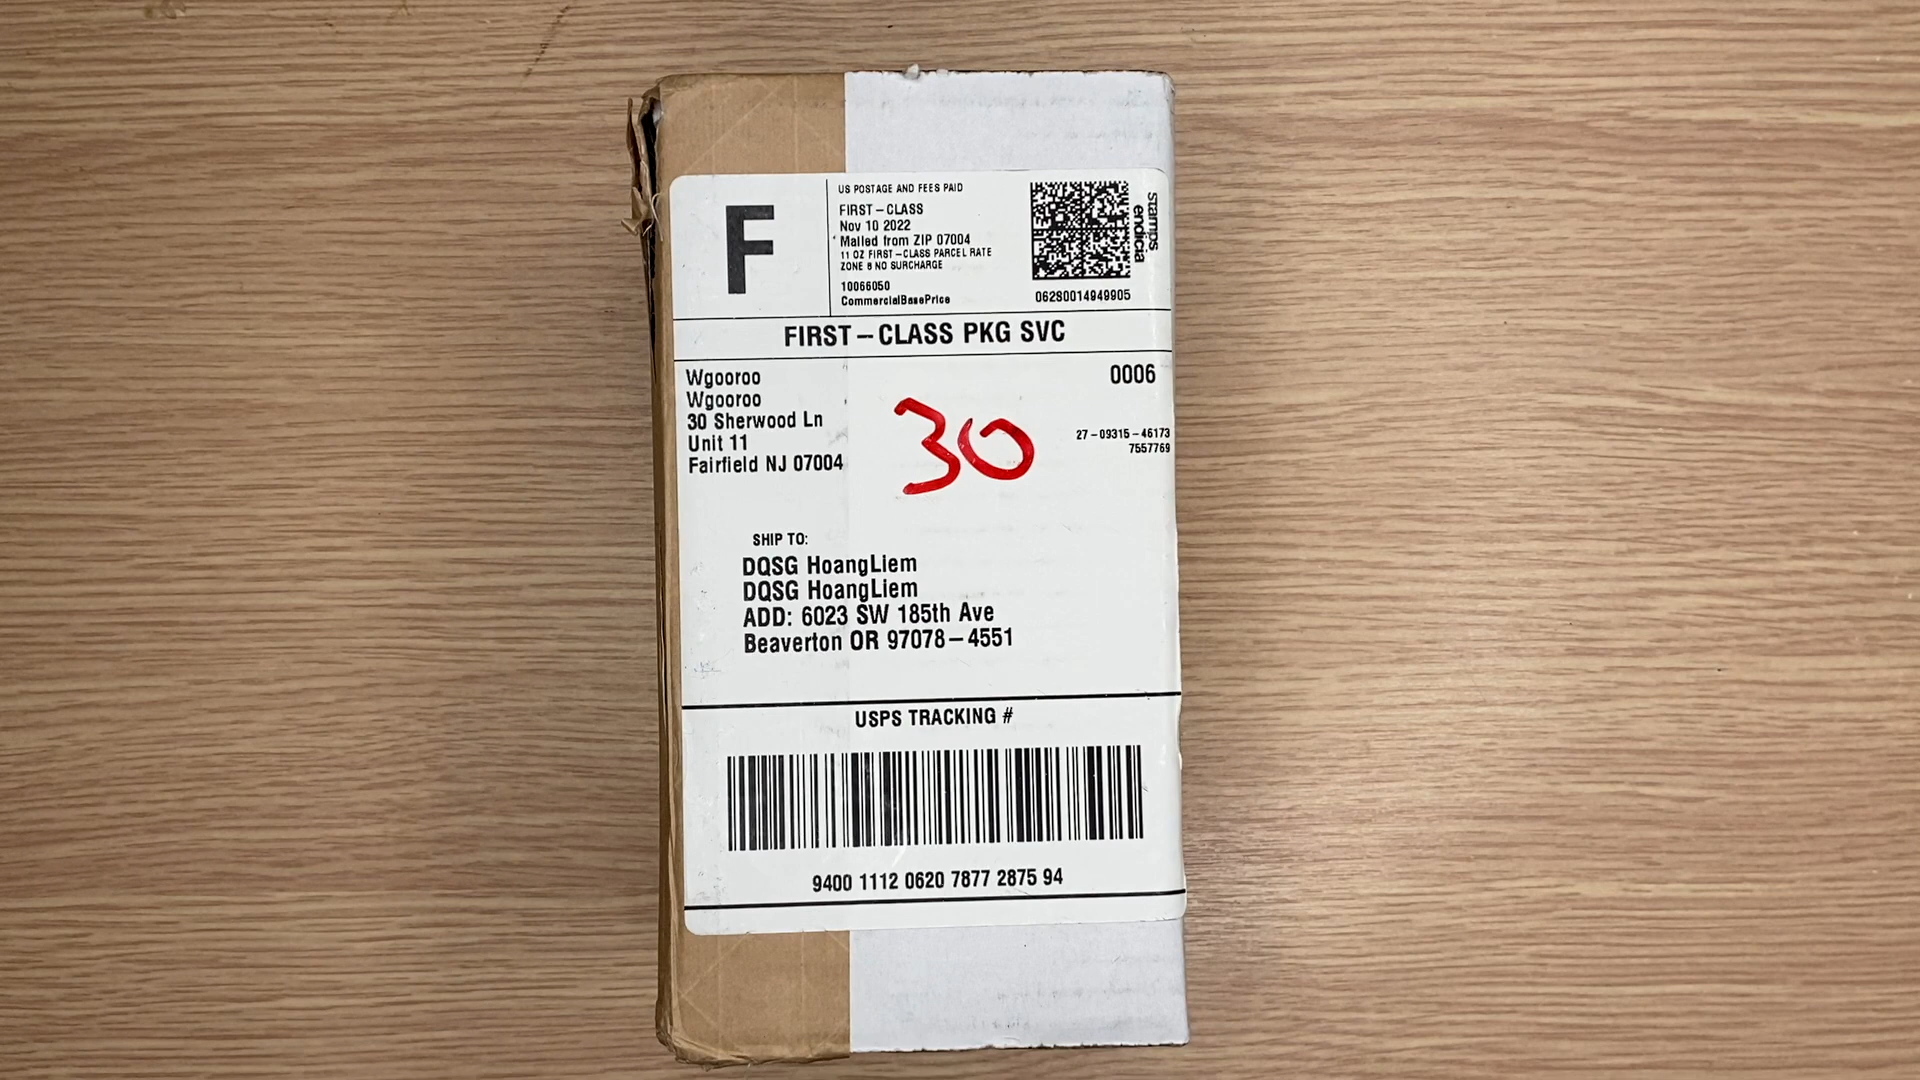 F
US POSTAGE AND FEES PAID
FIRST-CLASS
Nov 10 2022
Mailed from ZIP 07004
11 OZ FIRST-CLASS PARCEL RATE
ZONE 8 NO SURCHARGE
10066050
CommercialBasePrice
stamps
endicia
062S0014949905
FIRST-CLASS PKG SVC
Wgooroo
Wgooroo
30 Sherwood Ln
Unit 11
Fairfield NJ 07004
30
0006
27-09315-46173
7557769
SHIP TO:
DQSG HoangLiem
DQSG HoangLiem
ADD: 6023 SW 185th Ave
Beaverton OR 97078-4551
USPS TRACKING #
9400 1112 0620 7877 2875 94